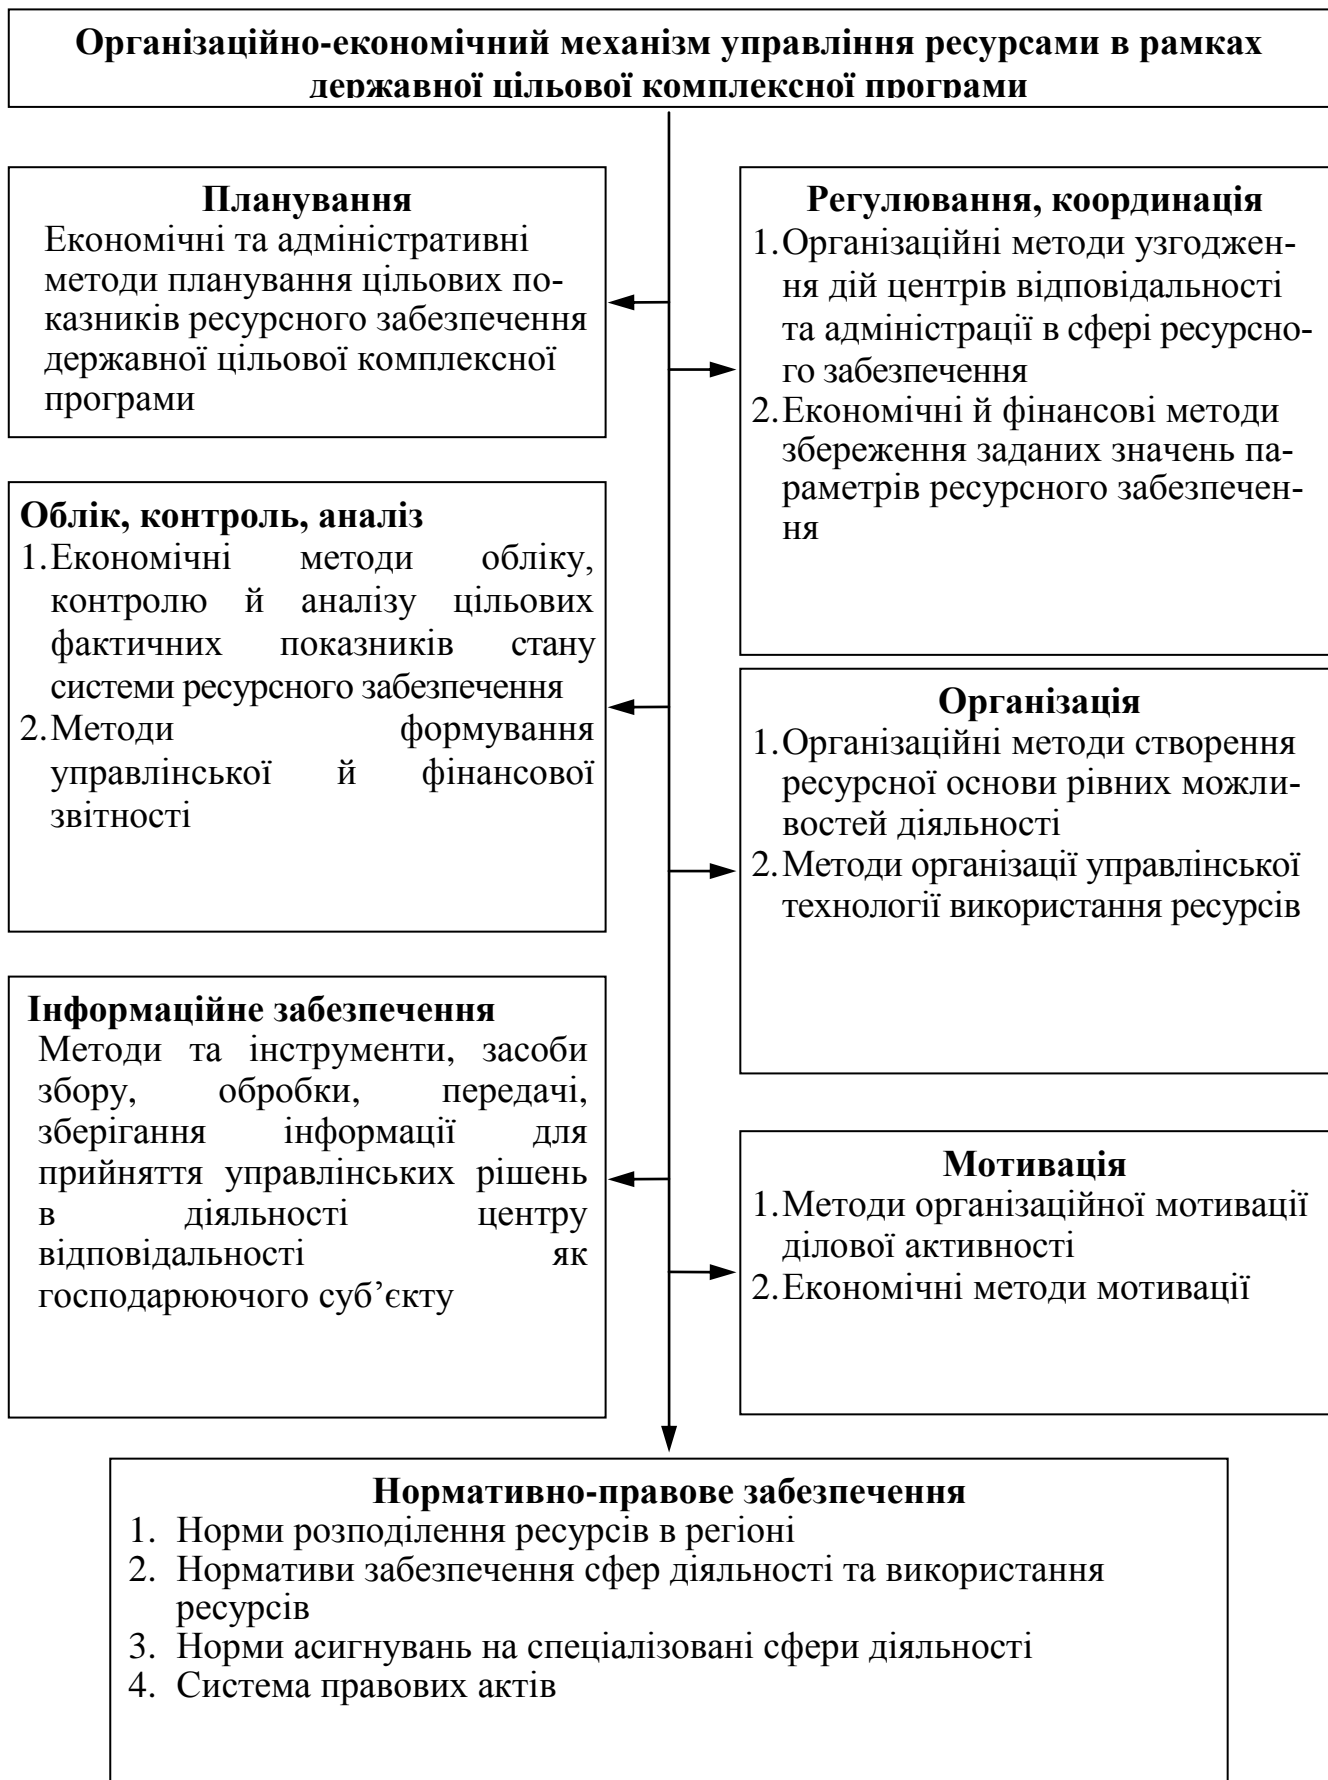 Організаційно-економічний механізм управління ресурсами в рамках
державної цільової комплексної програми
Планування
Економічні та адміністративні
методи планування цільових по-
казників ресурсного забезпечення
державної цільової комплексної
програми
Регулювання, координація
1. Організаційні методи узгоджен-
ня дій центрів відповідальності
та адміністрації в сфері ресурсно-
го забезпечення
2. Економічні й фінансові методи
збереження заданих значень па-
раметрів ресурсного забезпечен-
ня
Облік, контроль, аналіз
1. Економічні методи обліку,
контролю й аналізу цільових
фактичних показників стану
системи ресурсного забезпечення
2. Методи формування
управлінської й фінансової
звітності
Організація
1. Організаційні методи створення
ресурсної основи рівних можли-
востей діяльності
2. Методи організації управлінської
технології використання ресурсів
Інформаційне забезпечення
Методи та інструменти, засоби
збору, обробки, передачі,
зберігання інформації для
прийняття управлінських рішень
в діяльності центру
відповідальності як
господарюючого суб’єкту
Мотивація
1. Методи організаційної мотивації
ділової активності
2. Економічні методи мотивації
Нормативно-правове забезпечення
1. Норми розподілення ресурсів в регіоні
2. Нормативи забезпечення сфер діяльності та використання
ресурсів
3. Норми асигнувань на спеціалізовані сфери діяльності
4. Система правових актів